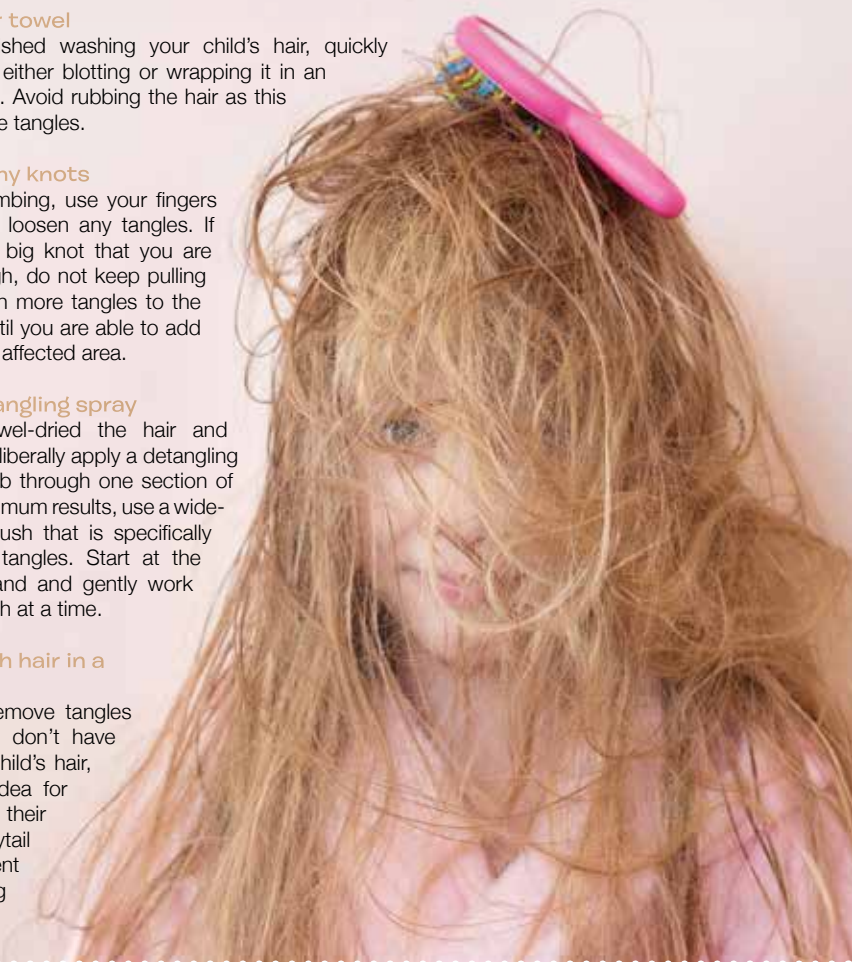 r towel
shed washing your child's hair, quickly
either blotting or wrapping it in an
. Avoid rubbing the hair as this
e tangles.
ny knots
mbing, use your fingers
loosen any tangles. If
big knot that you are
gh, do not keep pulling
n more tangles to the
til you are able to add
affected area.
angling spray
wel-dried the hair and
liberally apply a detangling
b through one section of
mum results, use a wide-
ush that is specifically
tangles. Start at the
and and gently work
h at a time.
h hair in a
emove tangles
don't have
hild's hair,
dea for
their
ytail
ent
g